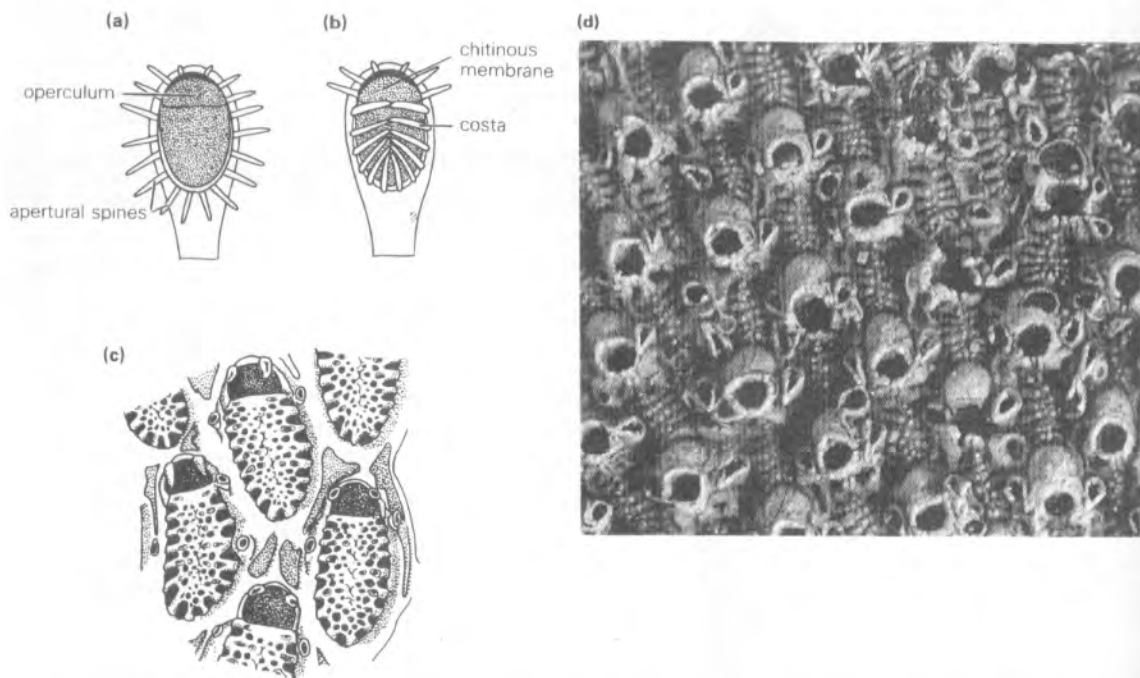 (a)
(b)
(d)
operculum
chitinous
membrane
costa
apertural spines
(c)